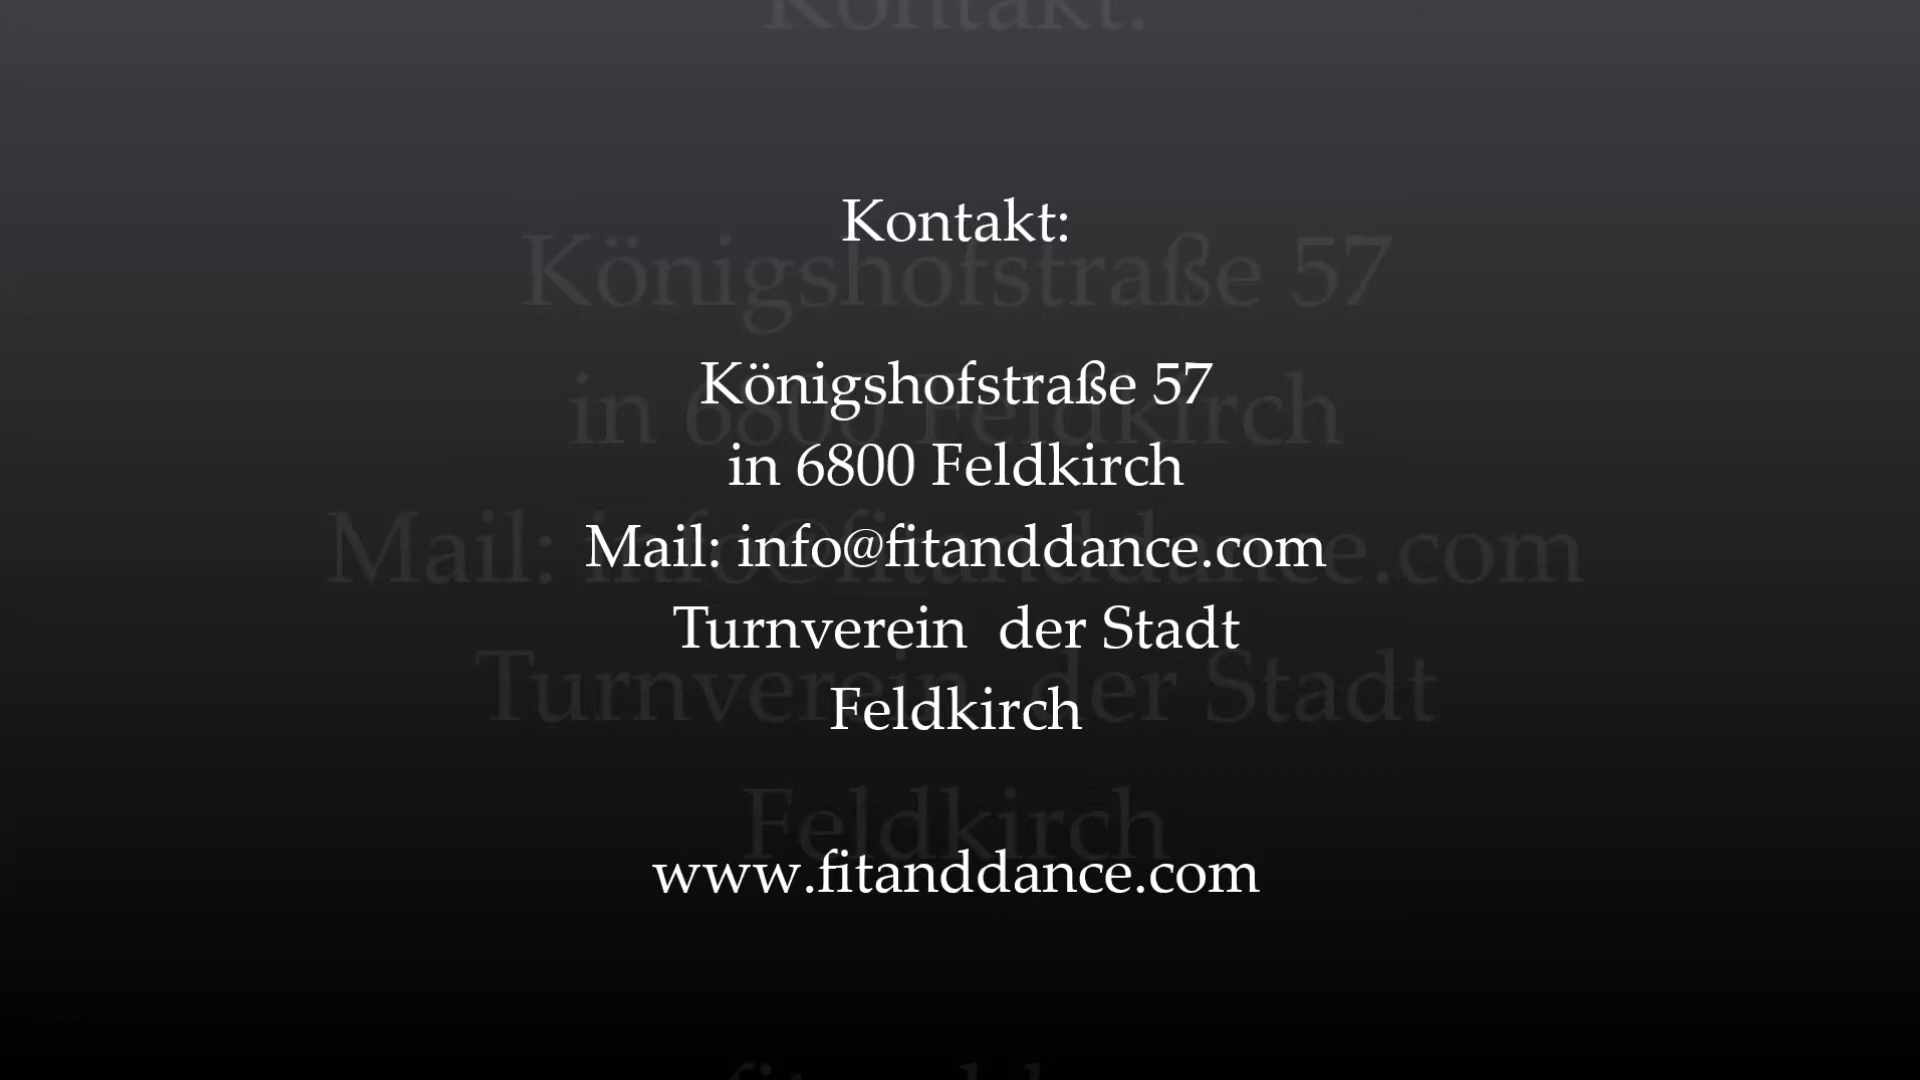 Kontakt:
Königshofstraße 57
in 6800 Feldkirch
Mail: info@fitanddance.com
Turnverein  der Stadt
Feldkirch
www.fitanddance.com